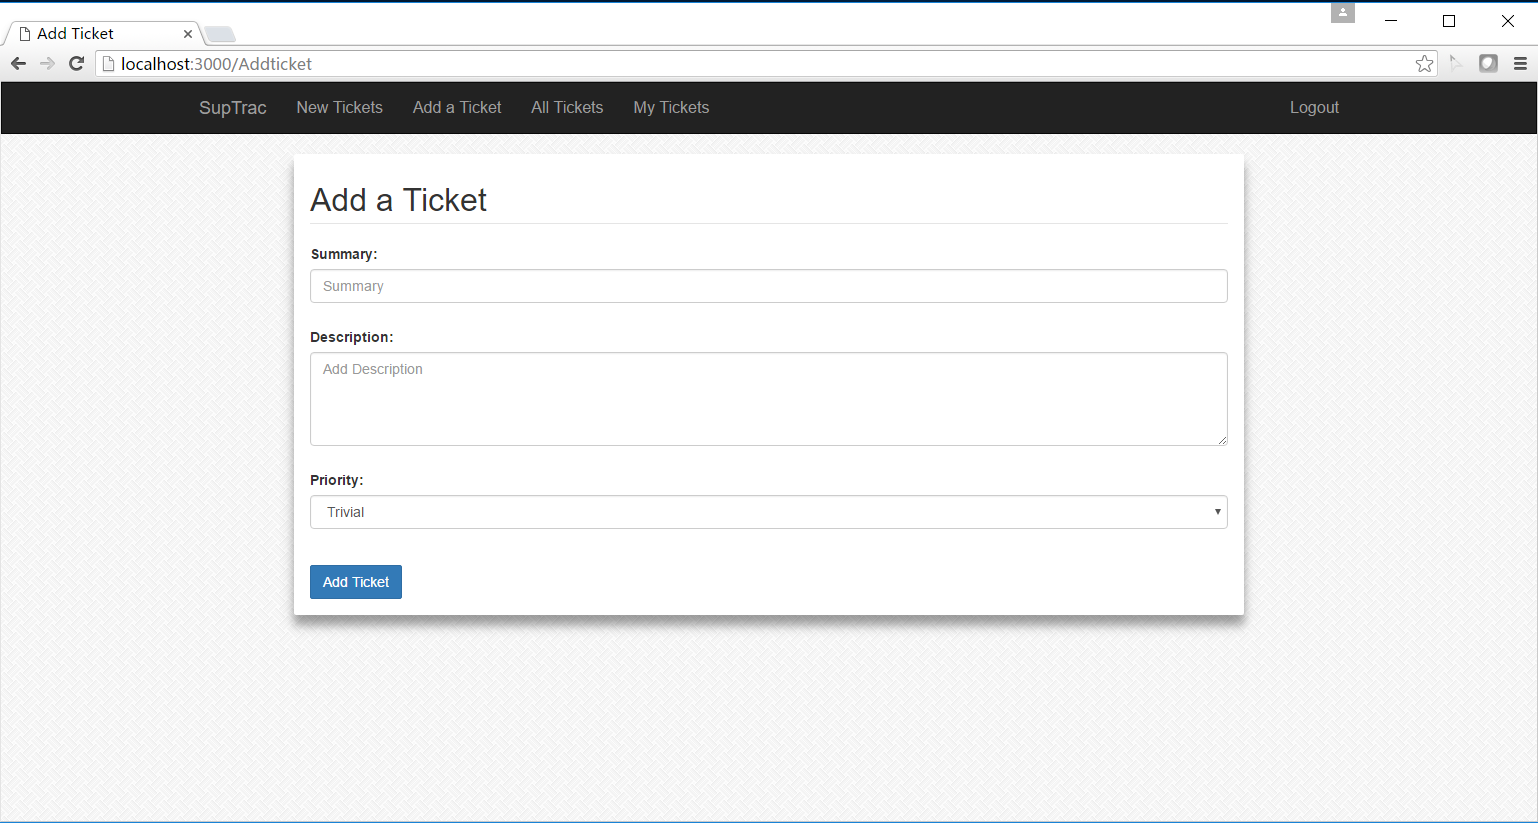 Add Ticket
localhost:3000/Addticket
SupTrac New Tickets Add a Ticket All Tickets My Tickets Logout
Add a Ticket
Summary:
Summary
Description:
Add Description
Priority:
Trivial
Add Ticket